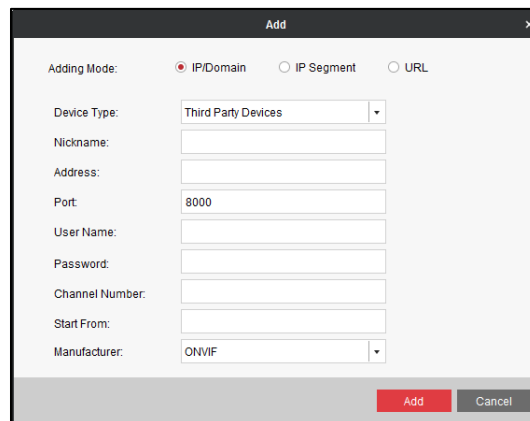 Add
×
Adding Mode: IP/Domain IP Segment URL
Device Type: Third Party Devices
Nickname:
Address:
Port: 8000
User Name:
Password:
Channel Number:
Start From:
Manufacturer: ONVIF
Add Cancel